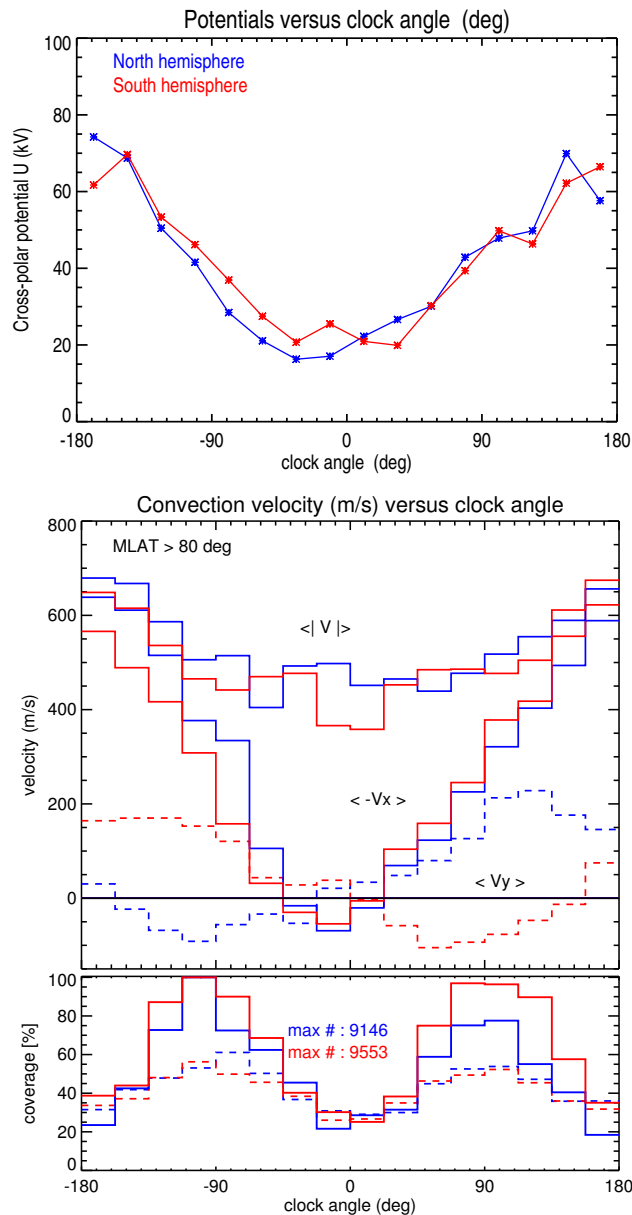 Potentials versus clock angle (deg)
North hemisphere
South hemisphere
Cross-polar potential U (kV)
100
80
60
40
20
0
-180 -90 0 90 180
clock angle (deg)
Convection velocity (m/s) versus clock angle
MLAT > 80 deg
<| V |>
< -Vx >
< Vy >
velocity (m/s)
800
600
400
200
0
max # : 9146
max # : 9553
coverage [%]
100
80
60
40
20
0
-180 -90 0 90 180
clock angle (deg)